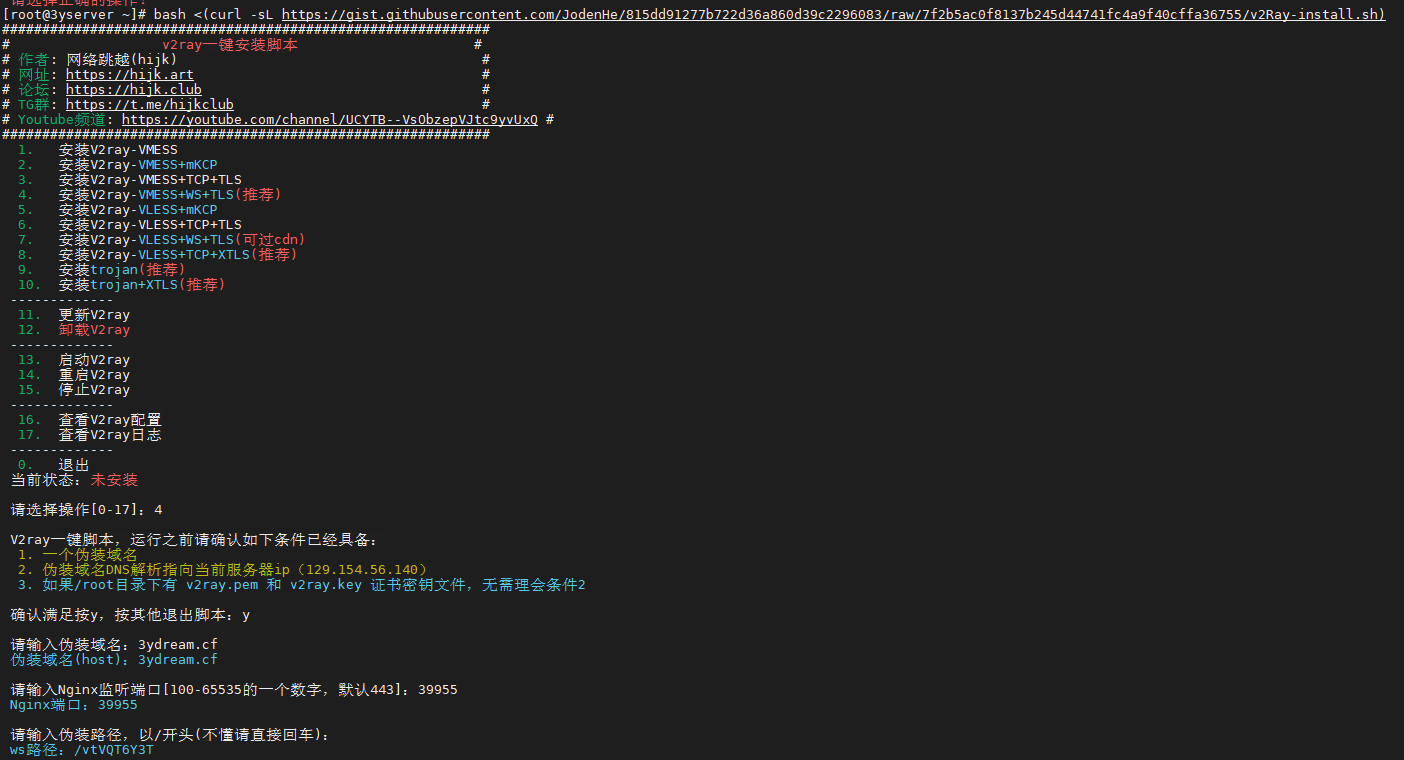 请选择正确的操作！
[root@3yserver ~]# bash <(curl -sL https://gist.githubusercontent.com/JodenHe/815dd91277b722d36a860d39c2296083/raw/7f2b5ac0f8137b245d44741fc4a9f40cffa36755/v2Ray-install.sh)
#############################################################
# v2ray一键安装脚本 #
# 作者: 网络跳越(hijk) #
# 网址: https://hijk.art #
# 论坛: https://hijk.club #
# TG群: https://t.me/hijkclub #
# Youtube频道: https://youtube.com/channel/UCYTB--VsObzepVJtc9yvUxQ #
#############################################################
1. 安装V2ray-VMESS
2. 安装V2ray-VMESS+mKCP
3. 安装V2ray-VMESS+TCP+TLS
4. 安装V2ray-VMESS+WS+TLS(推荐)
5. 安装V2ray-VLESS+mKCP
6. 安装V2ray-VLESS+TCP+TLS
7. 安装V2ray-VLESS+WS+TLS(可过cdn)
8. 安装V2ray-VLESS+TCP+XTLS(推荐)
9. 安装trojan(推荐)
10. 安装trojan+XTLS(推荐)
-------------
11. 更新V2ray
12. 卸载V2ray
-------------
13. 启动V2ray
14. 重启V2ray
15. 停止V2ray
-------------
16. 查看V2ray配置
17. 查看V2ray日志
-------------
0. 退出
当前状态：未安装
请选择操作[0-17]：4
V2ray一键脚本，运行之前请确认如下条件已经具备：
1. 一个伪装域名
2. 伪装域名DNS解析指向当前服务器ip（129.154.56.140）
3. 如果/root目录下有 v2ray.pem 和 v2ray.key 证书密钥文件，无需理会条件2
确认满足按y，按其他退出脚本：y
请输入伪装域名：3ydream.cf
伪装域名(host)：3ydream.cf
请输入Nginx监听端口[100-65535的一个数字，默认443]：39955
Nginx端口：39955
请输入伪装路径，以/开头(不懂请直接回车)：
ws路径：/vtVQT6Y3T